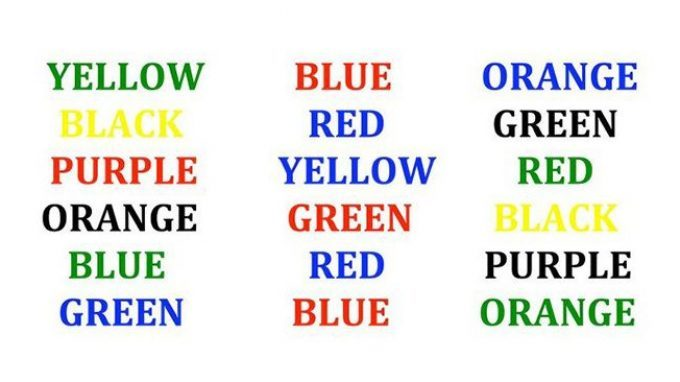 YELLOW BLUE ORANGE
BLACK RED GREEN
PURPLE YELLOW RED
ORANGE GREEN BLACK
BLUE RED PURPLE
GREEN BLUE ORANGE